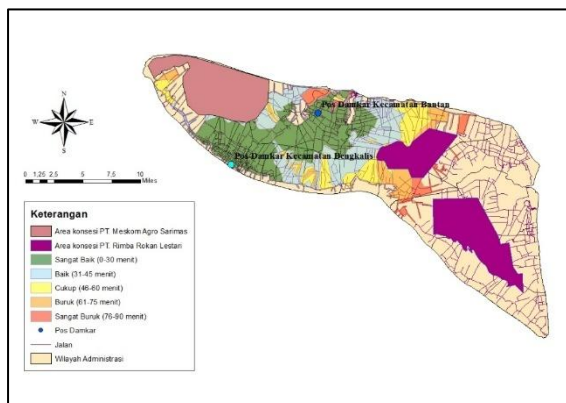 N
W E
S
Pos Damkar Kecamatan Bantan
Pos Damkar Kecamatan Bengkalis
0 1.25 2.5 5 7.5 10
Miles
Keterangan
Area konsesi PT. Meskom Agro Sarimas
Area konsesi PT. Rimba Rokan Lestari
Sangat Baik (0-30 menit)
Baik (31-45 menit)
Cukup (46-60 menit)
Buruk (61-75 menit)
Sangat Buruk (76-90 menit)
Pos Damkar
Jalan
Wilayah Administrasi